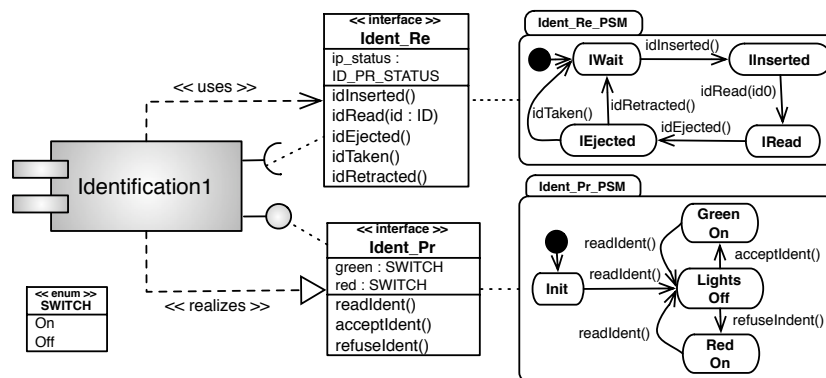 << interface >>
Ident_Re
ip_status :
ID_PR_STATUS
idInserted()
idRead(id : ID)
idEjected()
idTaken()
idRetracted()
<< uses >>
Identification1
<< realizes >>
<< enum >>
SWITCH
On
Off
<< interface >>
Ident_Pr
green : SWITCH
red : SWITCH
readIdent()
acceptIdent()
refuseIdent()
Ident_Re_PSM
IWait
idInserted()
IInserted
idRead(id0)
idTaken()
idRetracted()
IEjected
idEjected()
IRead
Ident_Pr_PSM
Green
On
readIdent()
acceptIdent()
Init
readIdent()
Lights
Off
refuseIndent()
readIdent()
Red
On